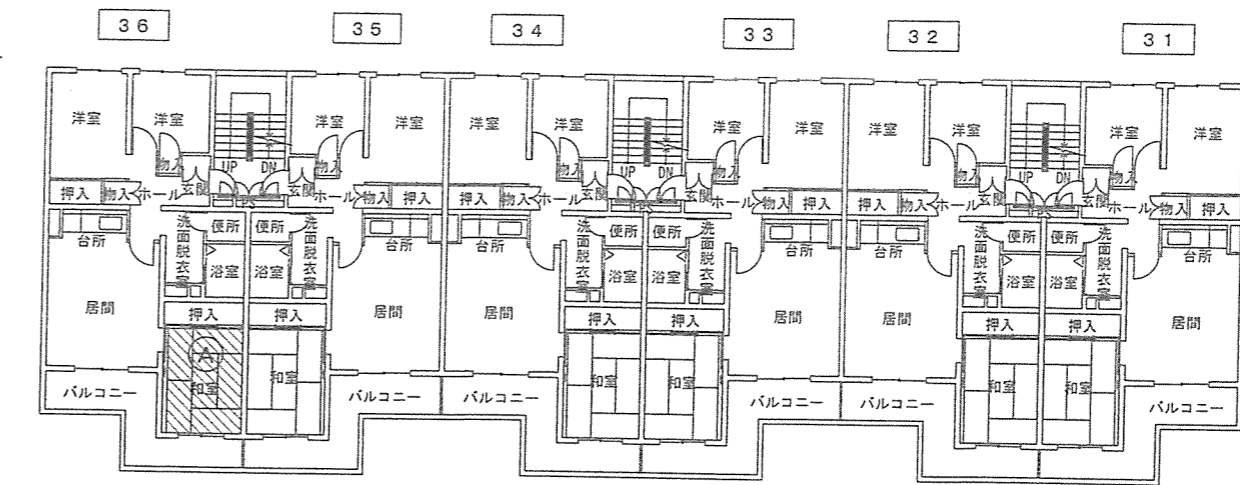 36 35 34 33 32 31
洋室 洋室 洋室 洋室 洋室 洋室 洋室 洋室 洋室 洋室 洋室 洋室
物入 物入 物入 物入 物入 物入
UP DN UP DN UP DN
押入 物入 ホール 玄関 玄関 ホール 物入 押入 押入 物入 ホール 玄関 玄関 ホール 物入 押入 押入 物入 ホール 玄関 玄関 ホール 物入 押入
PS PS PS
台所 洗面脱衣室 便所 便所 洗面脱衣室 台所 台所 洗面脱衣室 便所 便所 洗面脱衣室 台所 台所 洗面脱衣室 便所 便所 洗面脱衣室 台所
浴室 浴室 浴室 浴室 浴室 浴室
居間 押入 押入 居間 居間 押入 押入 居間 居間 押入 押入 居間
A
和室 和室 和室 和室 和室 和室
バルコニー バルコニー バルコニー バルコニー バルコニー バルコニー